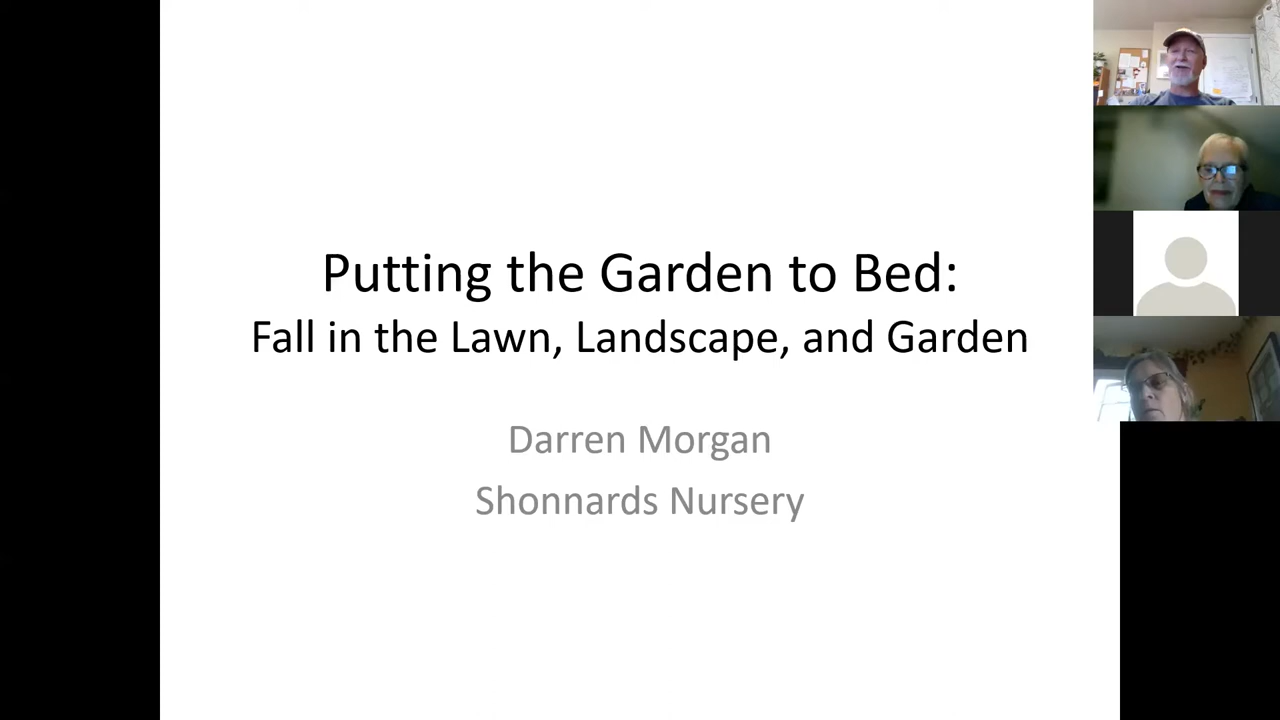 Putting the Garden to Bed:
Fall in the Lawn, Landscape, and Garden
Darren Morgan
Shonnards Nursery